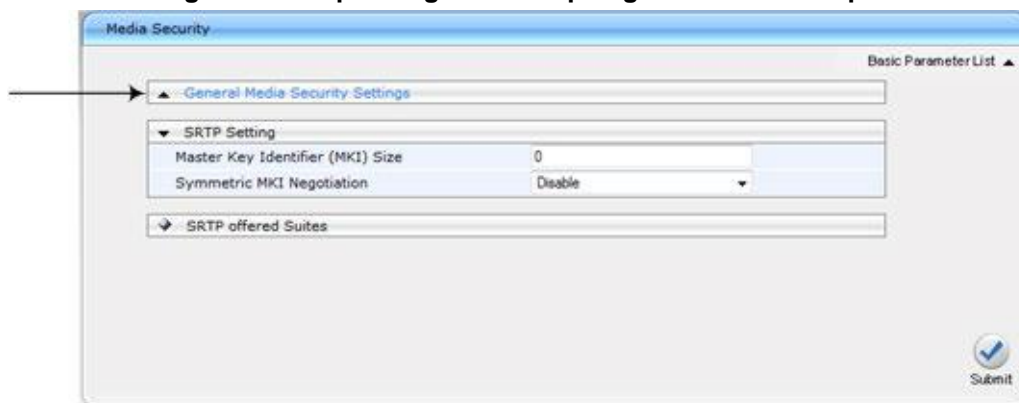 Media Security
Basic Parameter List ▲
General Media Security Settings
SRTP Setting
Master Key Identifier (MKI) Size 0
Symmetric MKI Negotiation Disable
SRTP offered Suites
Submit